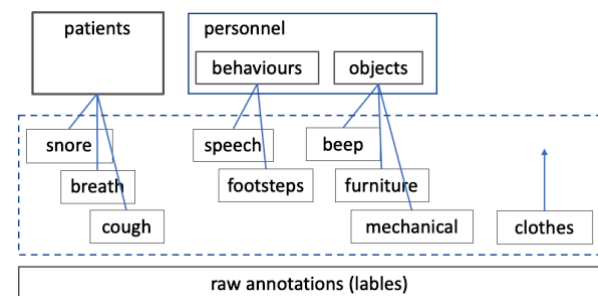 patients
personnel
behaviours
objects
snore
speech
beep
breath
footsteps
furniture
cough
mechanical
clothes
raw annotations (lables)